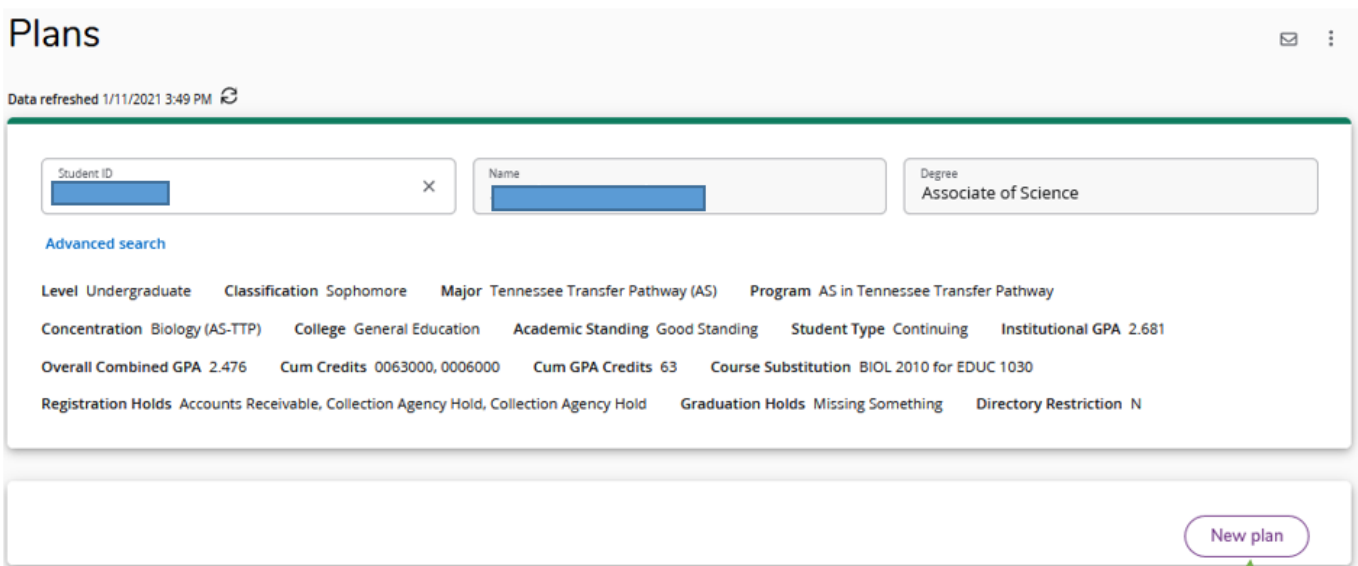 Plans
Data refreshed 1/11/2021 3:49 PM
Student ID
Name
Degree
Associate of Science
Advanced search
Level Undergraduate Classification Sophomore Major Tennessee Transfer Pathway (AS) Program AS in Tennessee Transfer Pathway
Concentration Biology (AS-TTP) College General Education Academic Standing Good Standing Student Type Continuing Institutional GPA 2.681
Overall Combined GPA 2.476 Cum Credits 0063000, 0006000 Cum GPA Credits 63 Course Substitution BIOL 2010 for EDUC 1030
Registration Holds Accounts Receivable, Collection Agency Hold, Collection Agency Hold Graduation Holds Missing Something Directory Restriction N
New plan